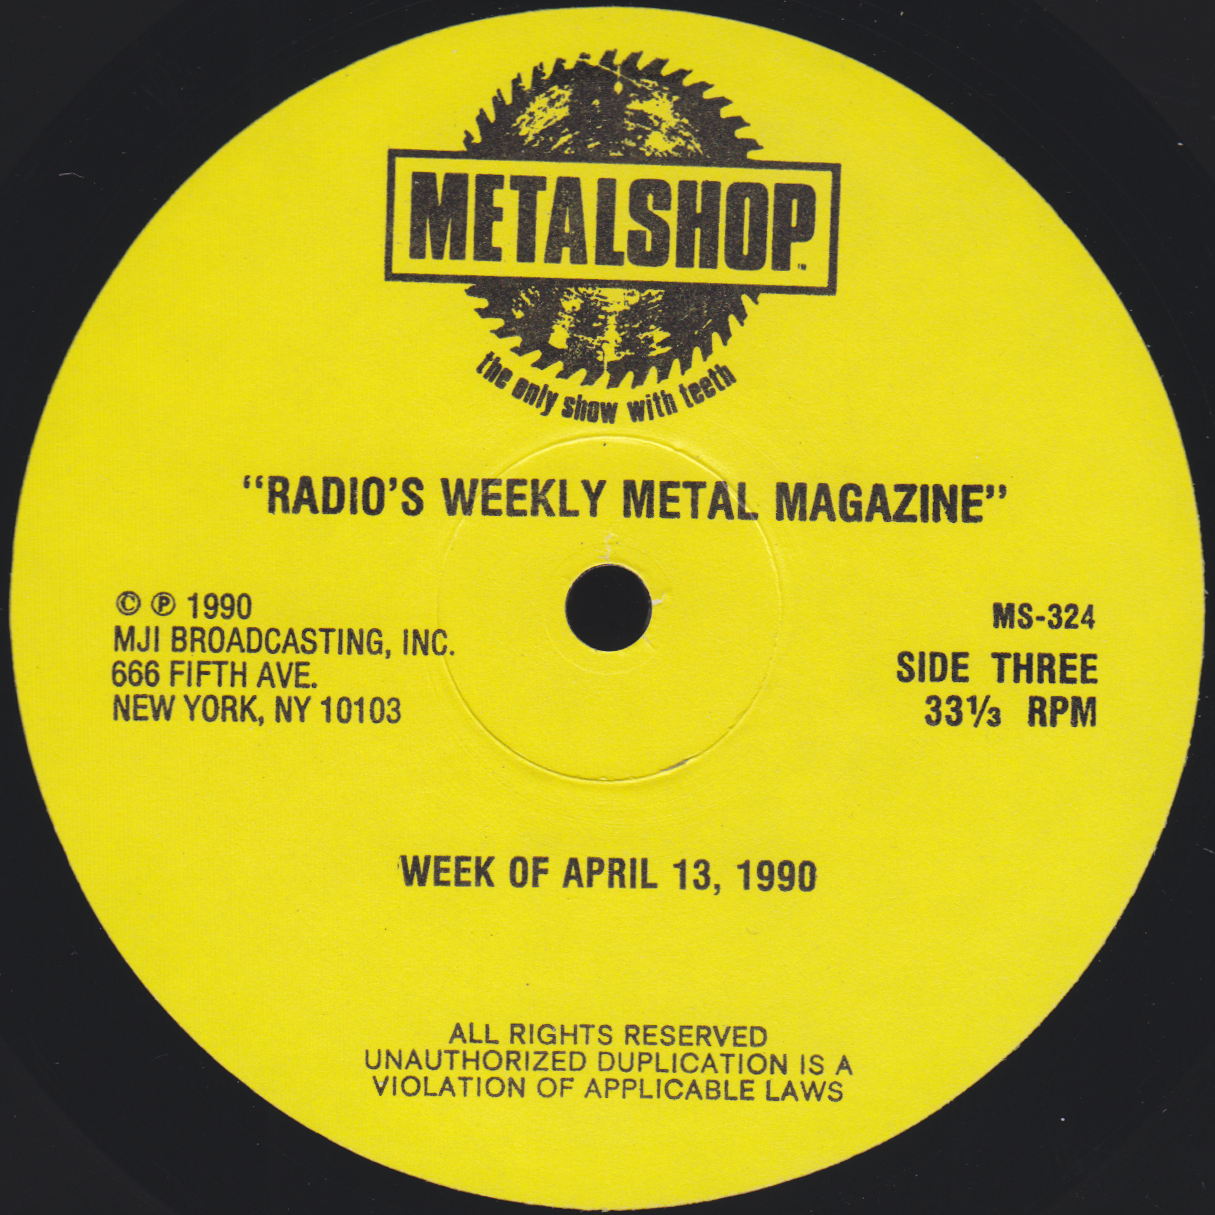 METALSHOP™
the only show with teeth
“RADIO’S WEEKLY METAL MAGAZINE”
© ℗ 1990
MJI BROADCASTING, INC.
666 FIFTH AVE.
NEW YORK, NY 10103
MS-324
SIDE THREE
33⅓ RPM
WEEK OF APRIL 13, 1990
ALL RIGHTS RESERVED
UNAUTHORIZED DUPLICATION IS A
VIOLATION OF APPLICABLE LAWS